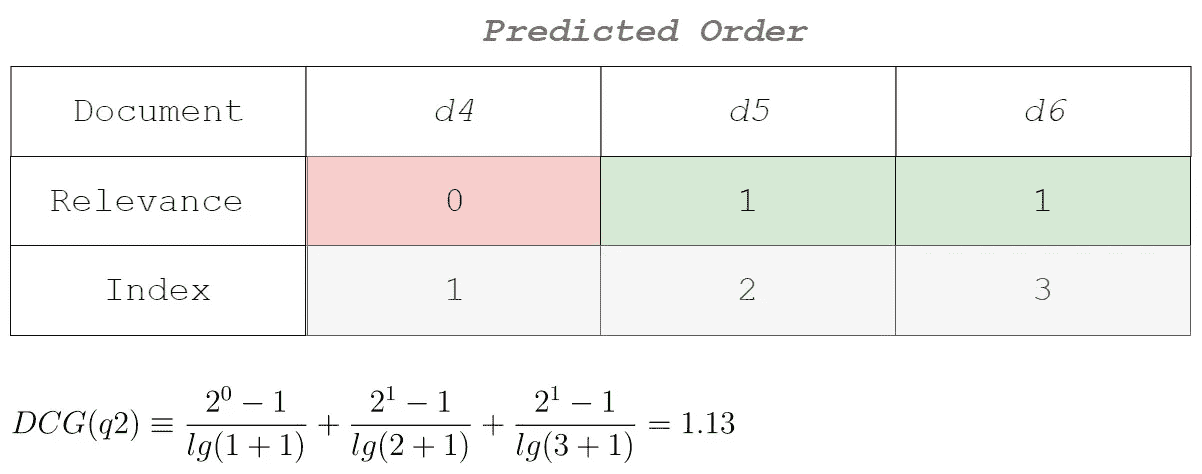 Predicted Order
Document d4 d5 d6
Relevance 0 1 1
Index 1 2 3
DCG(q2) ≡ \frac{2^0 − 1}{lg(1 + 1)} + \frac{2^1 − 1}{lg(2 + 1)} + \frac{2^1 − 1}{lg(3 + 1)} = 1.13